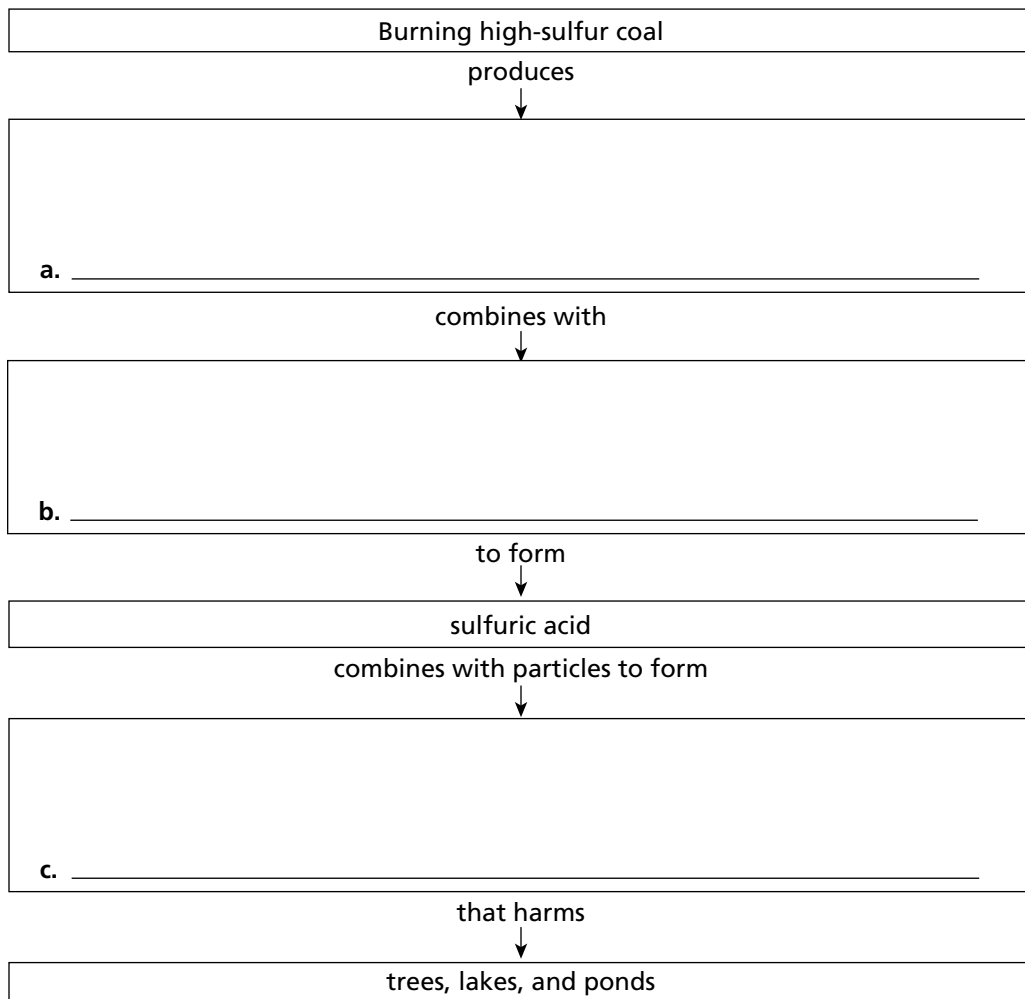 Burning high-sulfur coal
produces
a.
combines with
b.
to form
sulfuric acid
combines with particles to form
c.
that harms
trees, lakes, and ponds